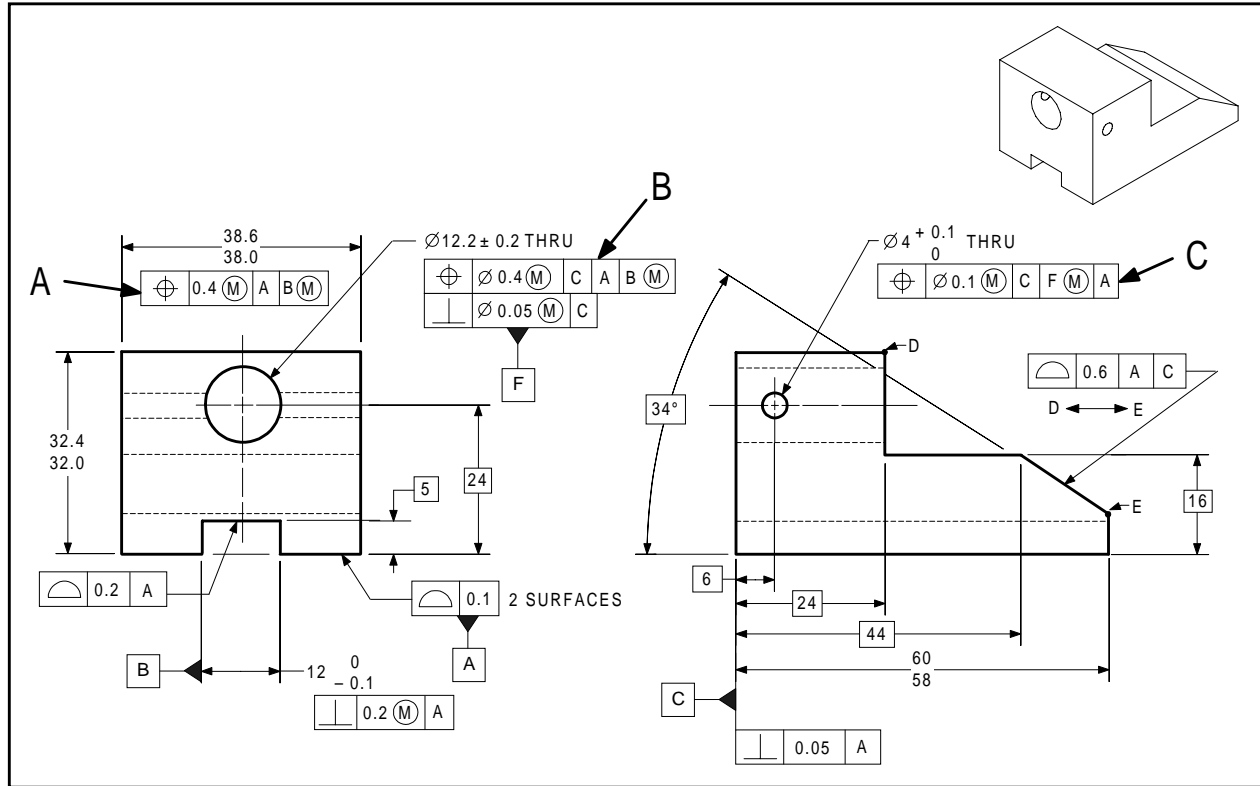 B
38.6
38.0
⌖ 0.4 Ⓜ A B Ⓜ
A
Ø12.2 ± 0.2 THRU
⌖ Ø 0.4 Ⓜ C A B Ⓜ
⊥ Ø 0.05 Ⓜ C
F
Ø 4 + 0.1
0
THRU
⌖ Ø 0.1 Ⓜ C F Ⓜ A
C
D
⌓ 0.6 A C
D ↔ E
34°
32.4
32.0
24
5
16
E
⌓ 0.2 A
⌓ 0.1 2 SURFACES
A
B
12 0
– 0.1
⊥ 0.2 Ⓜ A
6
24
44
60
58
C
⊥ 0.05 A